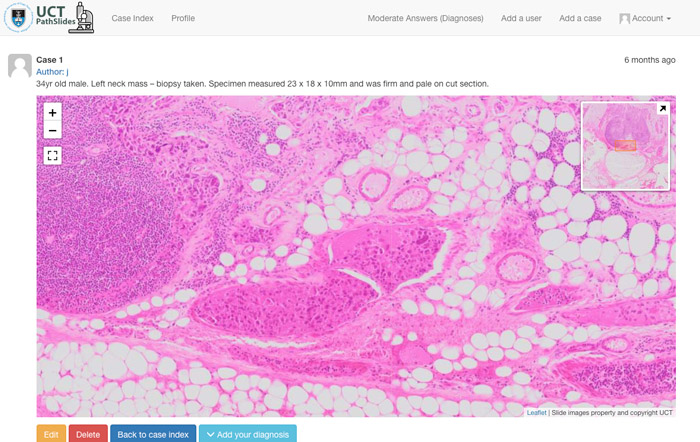 UCT
PathSlides
Case Index
Profile
Moderate Answers (Diagnoses)
Add a user
Add a case
Account
Case 1
6 months ago
Author: j
34yr old male. Left neck mass – biopsy taken. Specimen measured 23 x 18 x 10mm and was firm and pale on cut section.
+
−
Leaflet | Slide images property and copyright UCT
Edit
Delete
Back to case index
Add your diagnosis